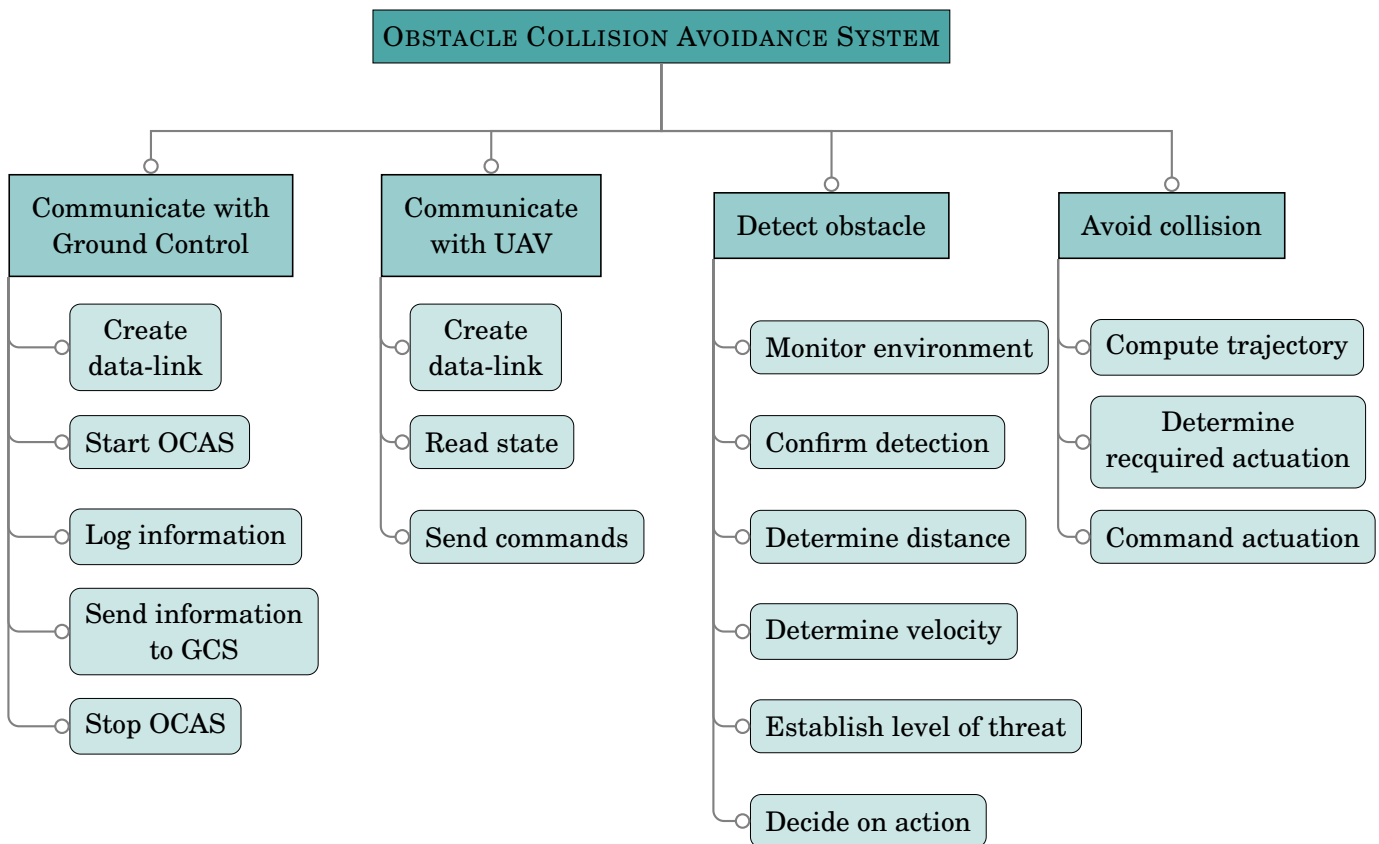 OBSTACLE COLLISION AVOIDANCE SYSTEM
Communicate with
Ground Control
Create
data-link
Start OCAS
Log information
Send information
to GCS
Stop OCAS
Communicate
with UAV
Create
data-link
Read state
Send commands
Detect obstacle
Monitor environment
Confirm detection
Determine distance
Determine velocity
Establish level of threat
Decide on action
Avoid collision
Compute trajectory
Determine
recquired actuation
Command actuation